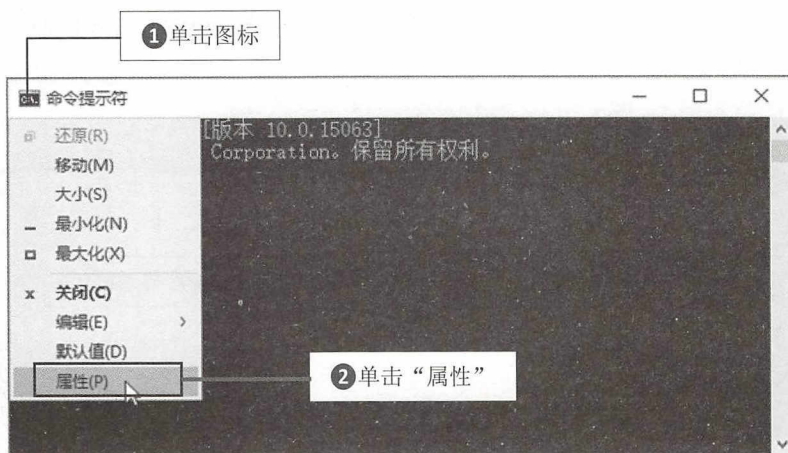 ❶单击图标
命令提示符
还原(R)
移动(M)
大小(S)
最小化(N)
最大化(X)
关闭(C)
编辑(E)
默认值(D)
属性(P)
[版本 10.0.15063]
Corporation。保留所有权利。
❷单击“属性”